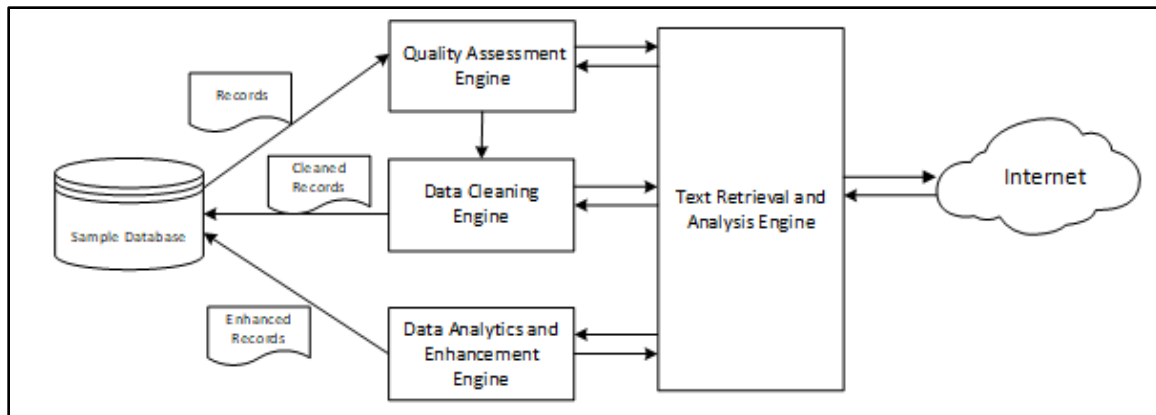 Quality Assessment
Engine
Records
Cleaned
Records
Data Cleaning
Engine
Text Retrieval and
Analysis Engine
Internet
Sample Database
Enhanced
Records
Data Analytics and
Enhancement
Engine